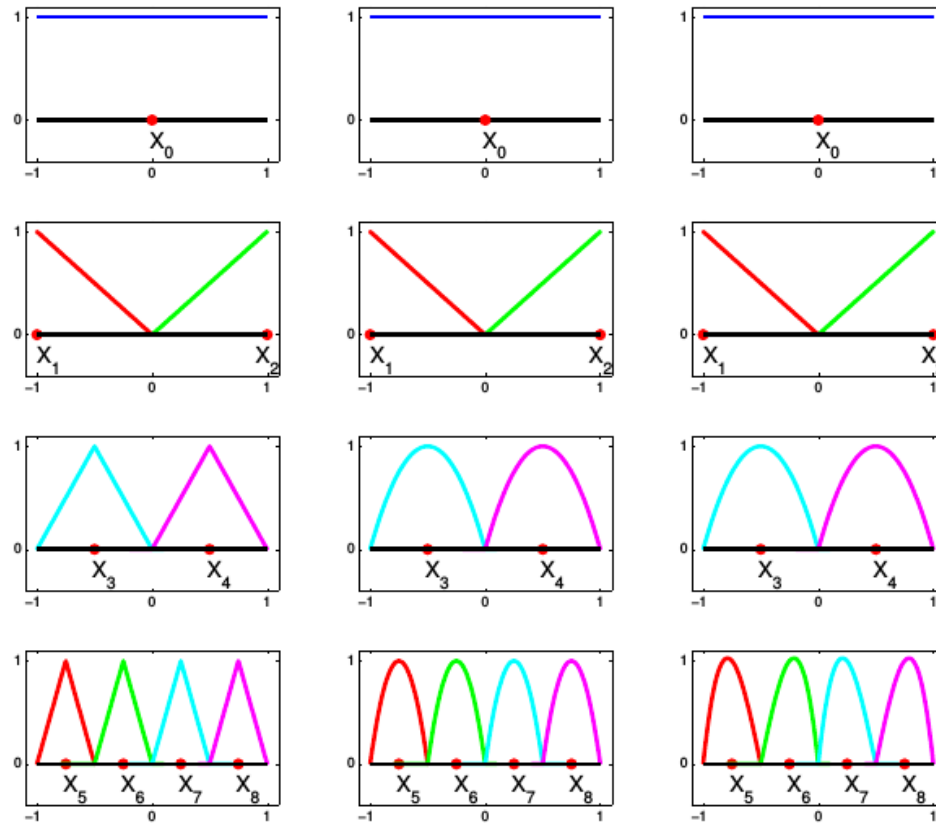 1 1 1
0 0 0
X₀ X₀ X₀
−1 0 1 −1 0 1 −1 0 1
1 1 1
0 0 0
X₁ X₂ X₁ X₂ X₁ X
−1 0 1 −1 0 1 −1 0 1
1 1 1
0 0 0
X₃ X₄ X₃ X₄ X₃ X₄
−1 0 1 −1 0 1 −1 0 1
1 1 1
0 0 0
X₅ X₆ X₇ X₈ X₅ X₆ X₇ X₈ X₅ X₆ X₇ X₈
−1 0 1 −1 0 1 −1 0 1